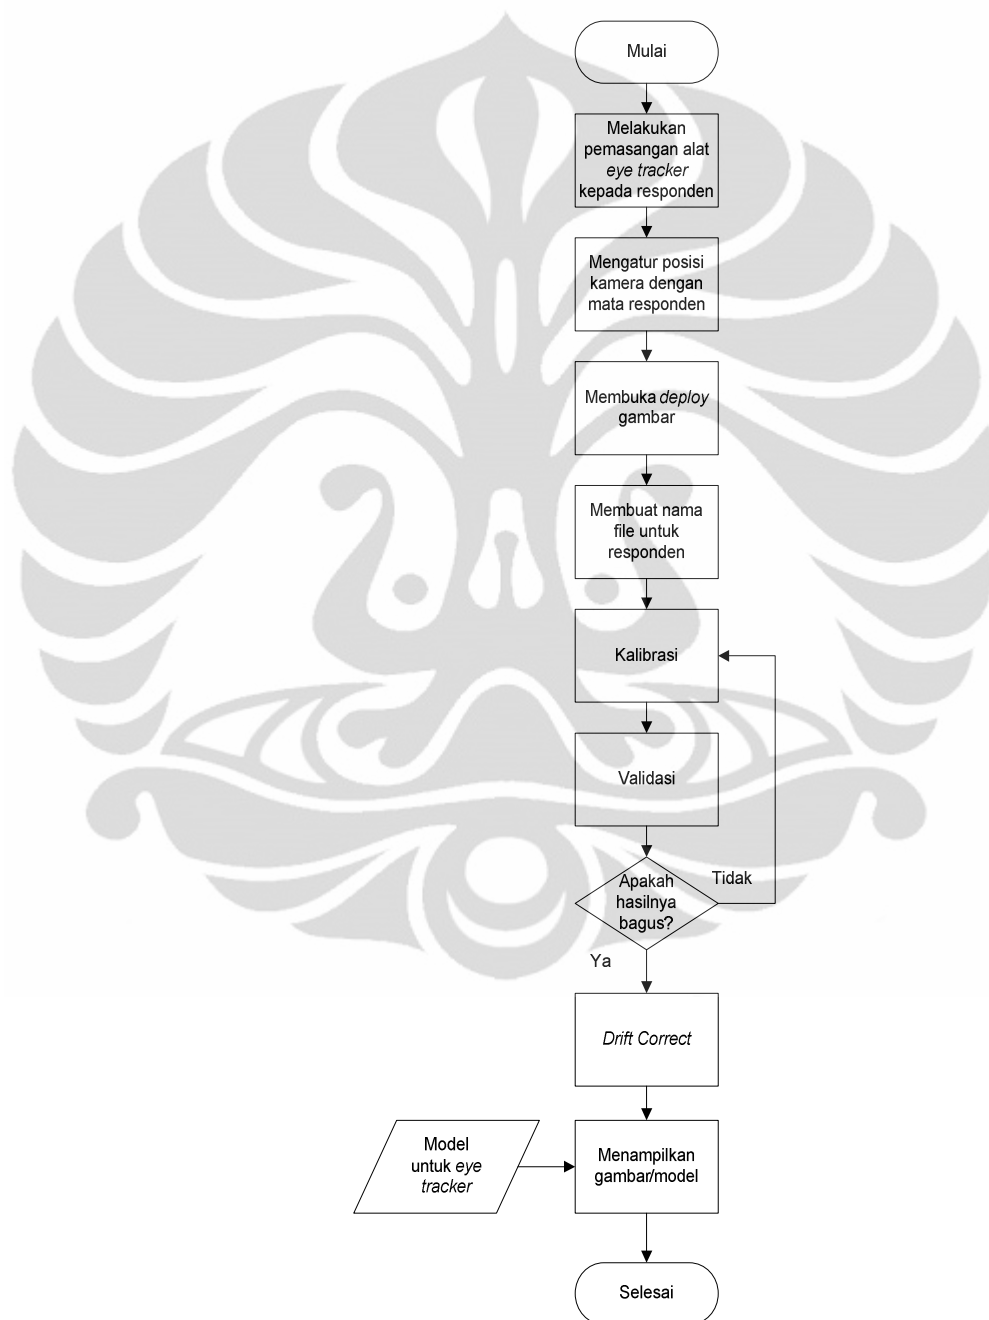 Mulai
Melakukan
pemasangan alat
eye tracker
kepada responden
Mengatur posisi
kamera dengan
mata responden
Membuka deploy
gambar
Membuat nama
file untuk
responden
Kalibrasi
Validasi
Apakah
hasilnya
bagus?
Tidak
Ya
Drift Correct
Model
untuk eye
tracker
Menampilkan
gambar/model
Selesai